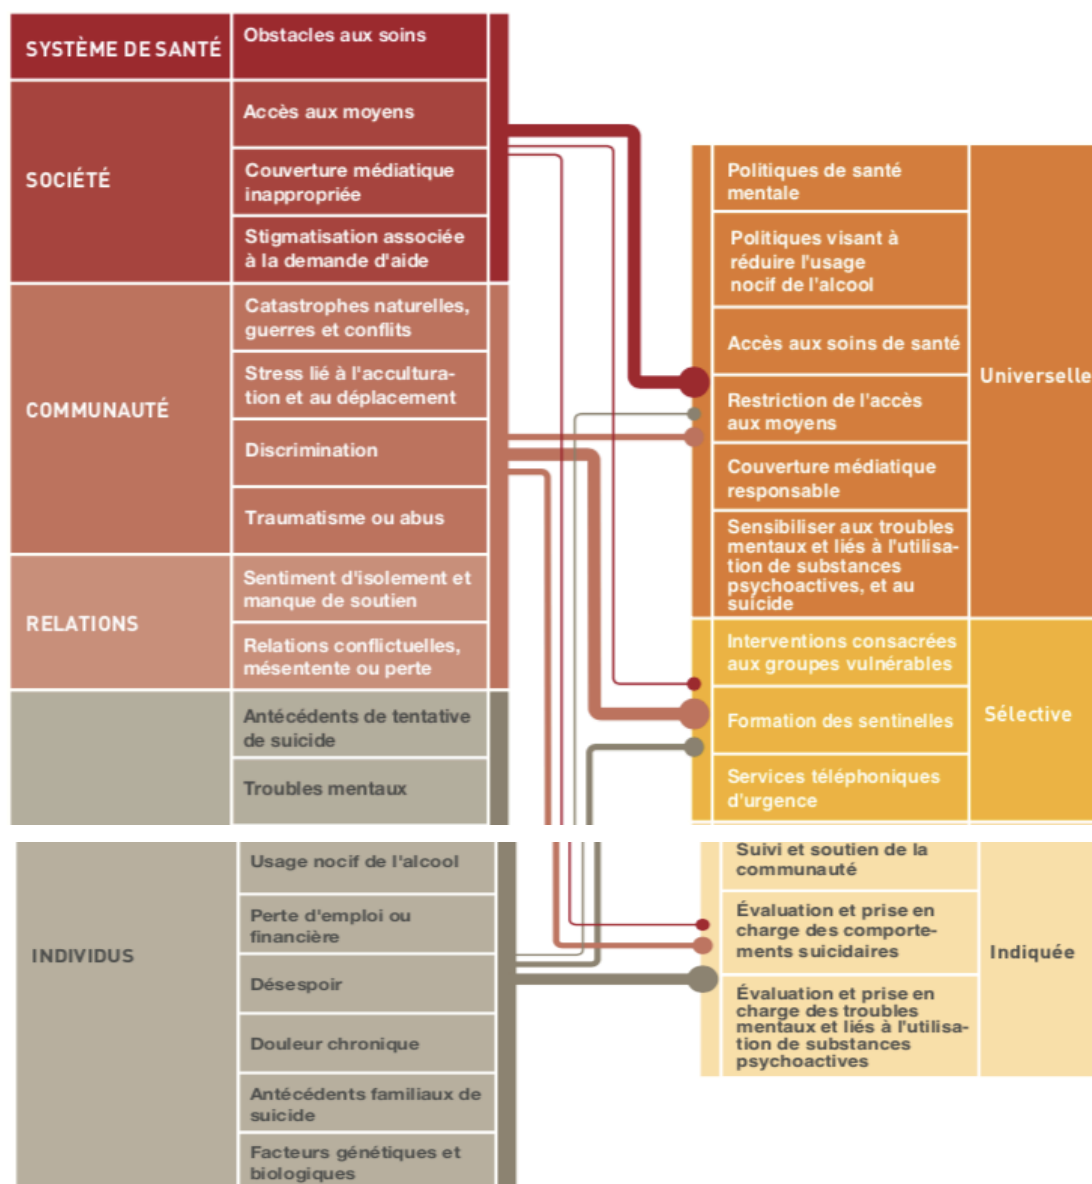 SYSTÈME DE SANTÉ
Obstacles aux soins
SOCIÉTÉ
Accès aux moyens
Couverture médiatique
inappropriée
Stigmatisation associée
à la demande d'aide
COMMUNAUTÉ
Catastrophes naturelles,
guerres et conflits
Stress lié à l'accultura-
tion et au déplacement
Discrimination
Traumatisme ou abus
RELATIONS
Sentiment d'isolement et
manque de soutien
Relations conflictuelles,
mésentente ou perte
INDIVIDUS
Antécédents de tentative
de suicide
Troubles mentaux
Usage nocif de l'alcool
Perte d'emploi ou
financière
Désespoir
Douleur chronique
Antécédents familiaux de
suicide
Facteurs génétiques et
biologiques
Politiques de santé
mentale
Politiques visant à
réduire l'usage
nocif de l'alcool
Accès aux soins de santé
Restriction de l'accès
aux moyens
Couverture médiatique
responsable
Sensibiliser aux troubles
mentaux et liés à l'utilisa-
tion de substances
psychoactives, et au
suicide
Universelle
Interventions consacrées
aux groupes vulnérables
Formation des sentinelles
Services téléphoniques
d'urgence
Sélective
Suivi et soutien de la
communauté
Évaluation et prise en
charge des comporte-
ments suicidaires
Évaluation et prise en
charge des troubles
mentaux et liés à l'utilisa-
tion de substances
psychoactives
Indiquée